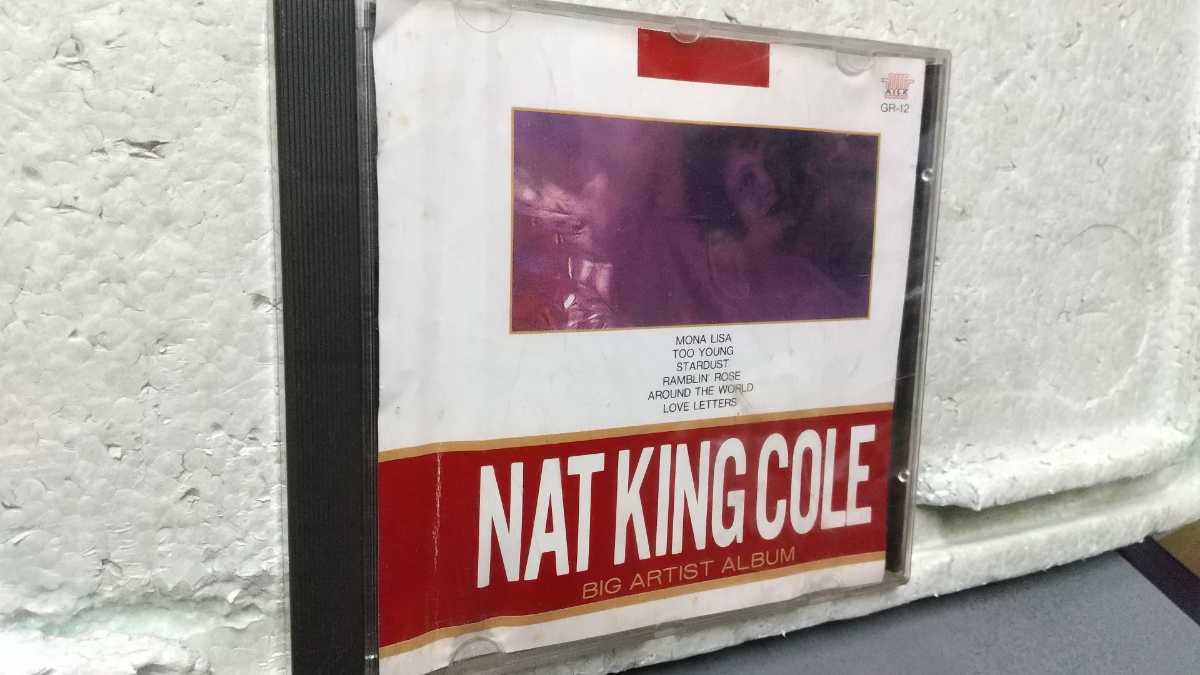 GR-12
MONA LISA
TOO YOUNG
STARDUST
RAMBLIN' ROSE
AROUND THE WORLD
LOVE LETTERS
NAT KING COLE
BIG ARTIST ALBUM